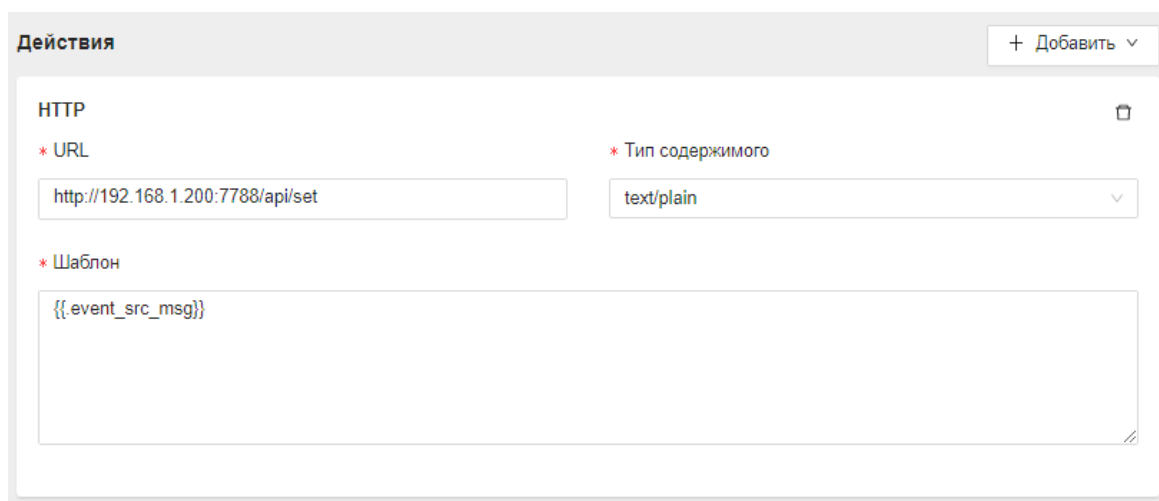 Действия
+ Добавить
HTTP
* URL
* Тип содержимого
http://192.168.1.200:7788/api/set
text/plain
* Шаблон
{{.event_src_msg}}